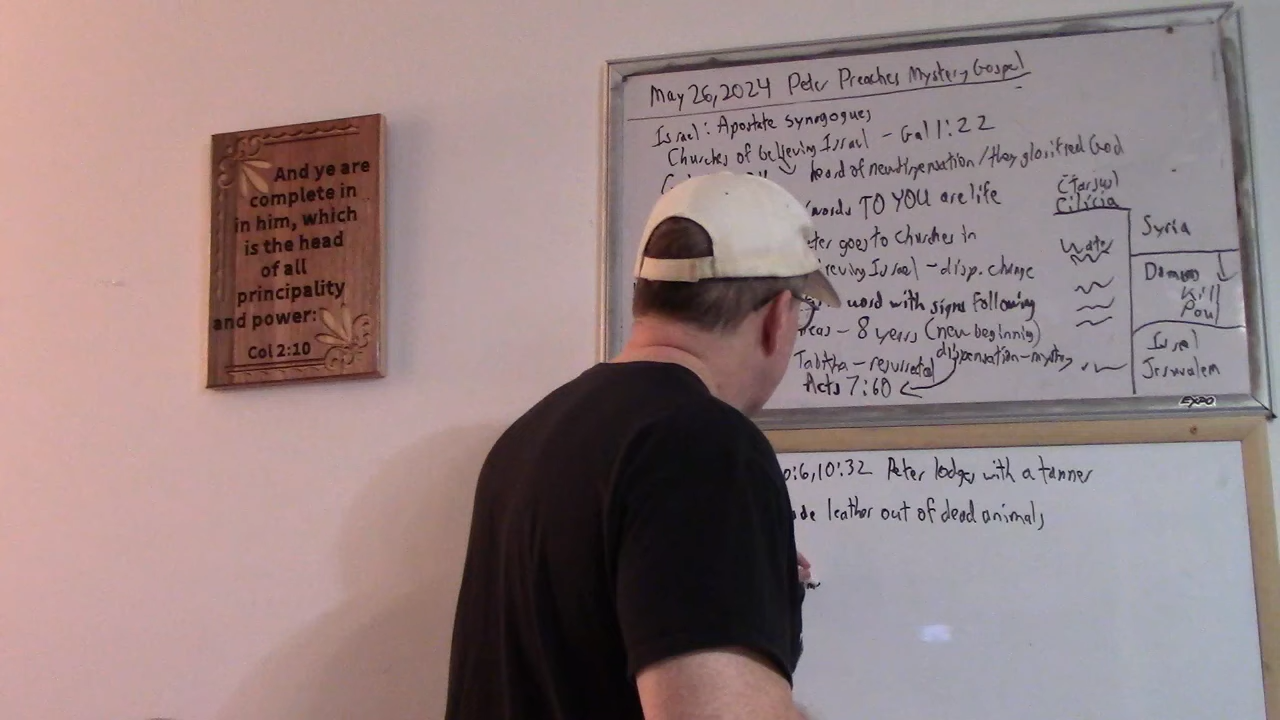 And ye are
complete in
in him, which
is the head
of all
principality
and power:
Col 2:10
May 26, 2024 Peter Preaches Mystery Gospel
Israel: Apostate synagogues
Churches of believing Israel - Gal 1:22
heard of new dispensation / they glorified God
words TO YOU are life
goes to churches in
Israel - disp. change
word with signs following
8 years (new beginning)
Tabitha - resurrected
dispensation - mystery
Acts 7:60
(Tarsus)
Cilicia
Water
Syria
Kill
Paul
Israel
Jerusalem
EXPO
:6, 10:32 Peter lodges with a tanner
leather out of dead animals